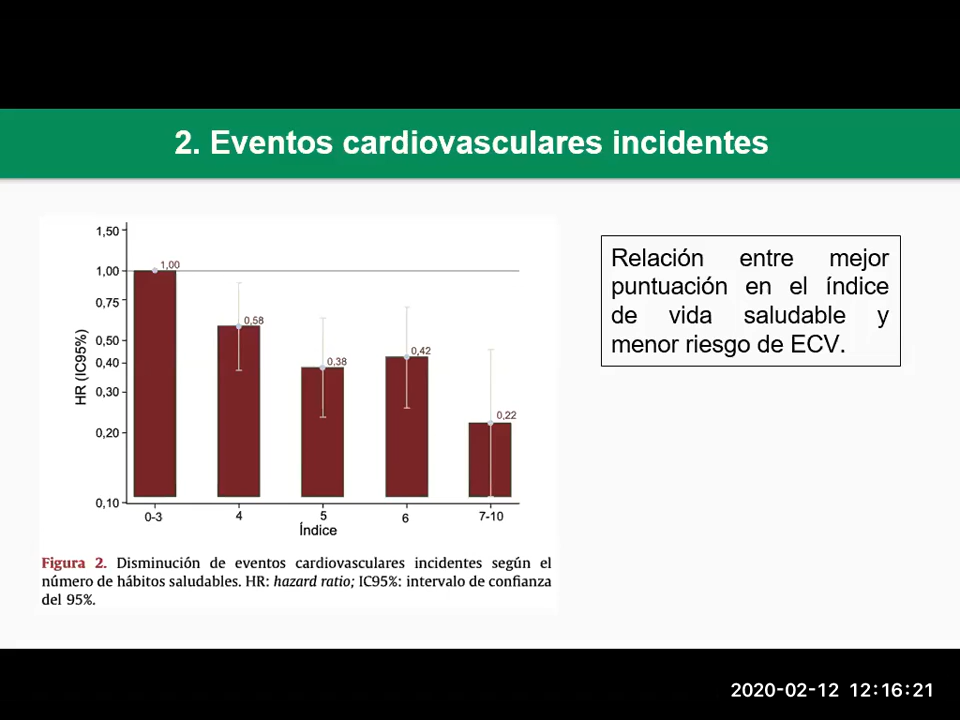 2. Eventos cardiovasculares incidentes
1,50
1,00
0,75
0,50
0,40
0,30
0,20
0,10
HR (IC95%)
1,00
0,58
0,38
0,42
0,22
0-3
4
5
6
7-10
Índice
Figura 2. Disminución de eventos cardiovasculares incidentes según el
número de hábitos saludables. HR: hazard ratio; IC95%: intervalo de confianza
del 95%.
Relación entre mejor
puntuación en el índice
de vida saludable y
menor riesgo de ECV.
2020-02-12 12:16:21